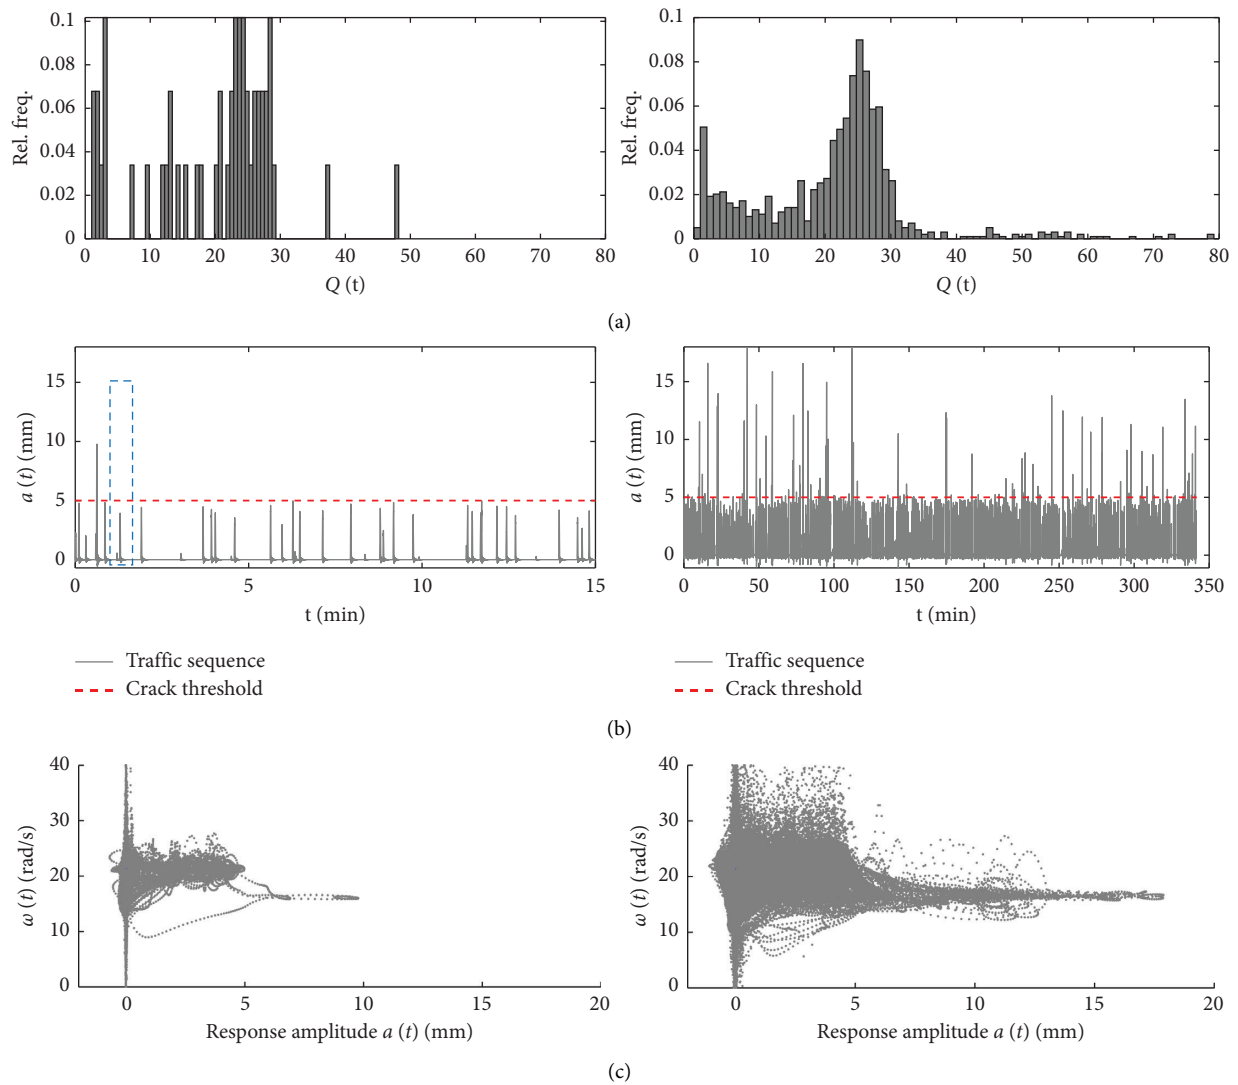 0.1
0.08
0.06
0.04
0.02
0
Rel. freq.
0 10 20 30 40 50 60 70 80
Q (t)
0.1
0.08
0.06
0.04
0.02
0
Rel. freq.
0 10 20 30 40 50 60 70 80
Q (t)
(a)
15
10
5
0
a (t) (mm)
0 5 10 15
t (min)
Traffic sequence
Crack threshold
15
10
5
0
a (t) (mm)
0 50 100 150 200 250 300 350
t (min)
Traffic sequence
Crack threshold
(b)
40
30
20
10
0
ω (t) (rad/s)
0 5 10 15 20
Response amplitude a (t) (mm)
40
30
20
10
0
ω (t) (rad/s)
0 5 10 15 20
Response amplitude a (t) (mm)
(c)